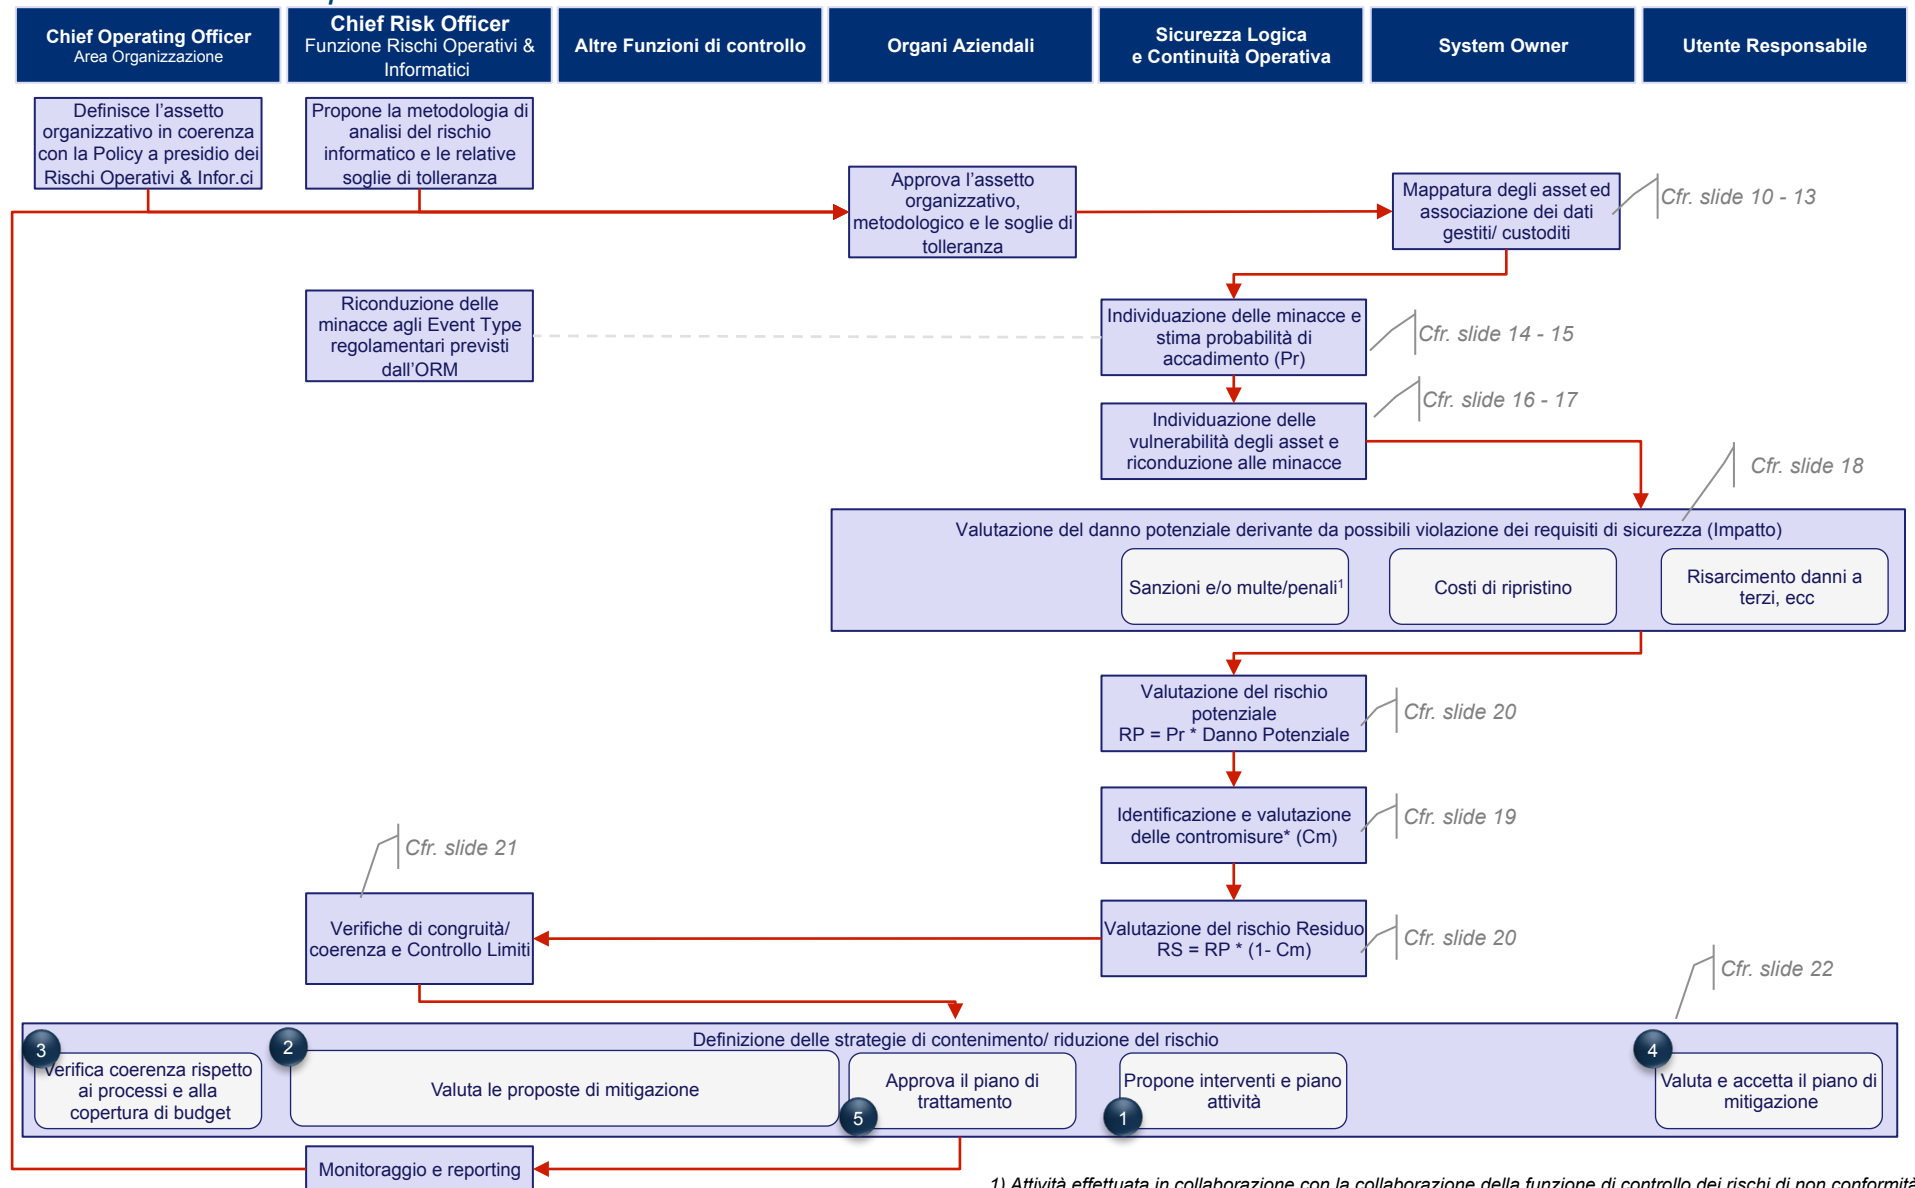 Chief Operating Officer
Area Organizzazione
Chief Risk Officer
Funzione Rischi Operativi &
Informatici
Altre Funzioni di controllo
Organi Aziendali
Sicurezza Logica
e Continuità Operativa
System Owner
Utente Responsabile
Definisce l'assetto
organizzativo in coerenza
con la Policy a presidio dei
Rischi Operativi & Infor.ci
Propone la metodologia di
analisi del rischio
informatico e le relative
soglie di tolleranza
Approva l'assetto
organizzativo,
metodologico e le soglie di
tolleranza
Mappatura degli asset ed
associazione dei dati
gestiti/ custoditi
Cfr. slide 10 - 13
Riconduzione delle
minacce agli Event Type
regolamentari previsti
dall'ORM
Individuazione delle minacce e
stima probabilità di
accadimento (Pr)
Cfr. slide 14 - 15
Individuazione delle
vulnerabilità degli asset e
riconduzione alle minacce
Cfr. slide 16 - 17
Cfr. slide 18
Valutazione del danno potenziale derivante da possibili violazione dei requisiti di sicurezza (Impatto)
Sanzioni e/o multe/penali¹
Costi di ripristino
Risarcimento danni a
terzi, ecc
Valutazione del rischio
potenziale
RP = Pr * Danno Potenziale
Cfr. slide 20
Identificazione e valutazione
delle contromisure* (Cm)
Cfr. slide 19
Cfr. slide 21
Verifiche di congruità/
coerenza e Controllo Limiti
Valutazione del rischio Residuo
RS = RP * (1- Cm)
Cfr. slide 20
Cfr. slide 22
Definizione delle strategie di contenimento/ riduzione del rischio
3
Verifica coerenza rispetto
ai processi e alla
copertura di budget
2
Valuta le proposte di mitigazione
Approva il piano di
trattamento
5
Propone interventi e piano
attività
1
4
Valuta e accetta il piano di
mitigazione
Monitoraggio e reporting
1) Attività effettuata in collaborazione con la collaborazione della funzione di controllo dei rischi di non conformità